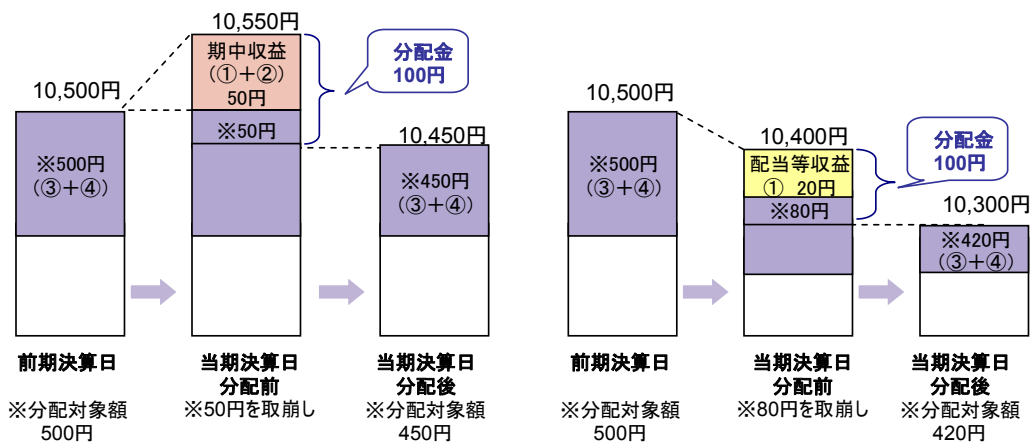 10,550円
期中収益
（①＋②）
50円
※50円
分配金
100円
10,500円
※500円
（③＋④）
10,450円
※450円
（③＋④）
前期決算日
当期決算日
分配前
当期決算日
分配後
※分配対象額
500円
※50円を取崩し
※分配対象額
450円
10,500円
※500円
（③＋④）
10,400円
配当等収益
① 20円
※80円
分配金
100円
10,300円
※420円
（③＋④）
前期決算日
当期決算日
分配前
当期決算日
分配後
※分配対象額
500円
※80円を取崩し
※分配対象額
420円